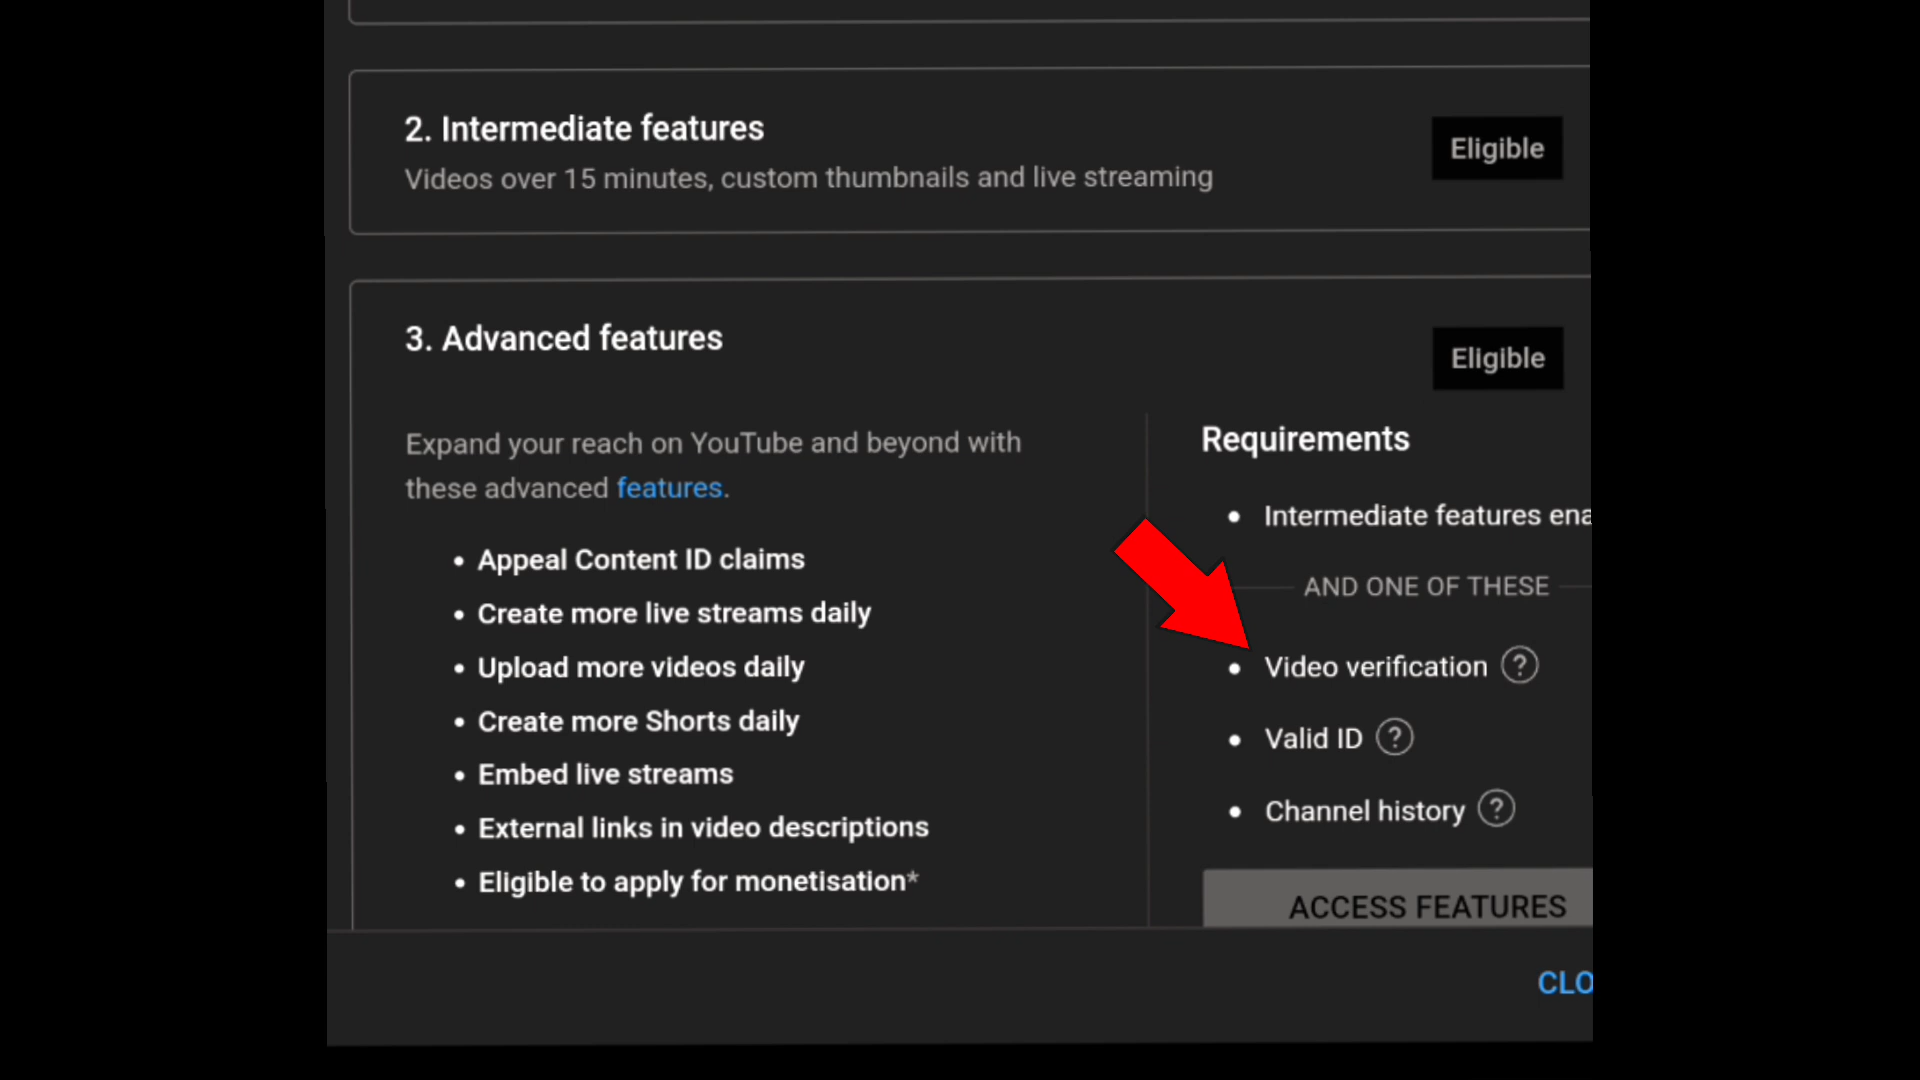 2. Intermediate features
Eligible
Videos over 15 minutes, custom thumbnails and live streaming
3. Advanced features
Eligible
Expand your reach on YouTube and beyond with
these advanced features.
• Appeal Content ID claims
• Create more live streams daily
• Upload more videos daily
• Create more Shorts daily
• Embed live streams
• External links in video descriptions
• Eligible to apply for monetisation*
Requirements
• Intermediate features ena
AND ONE OF THESE
• Video verification ?
• Valid ID ?
• Channel history ?
ACCESS FEATURES
CLO